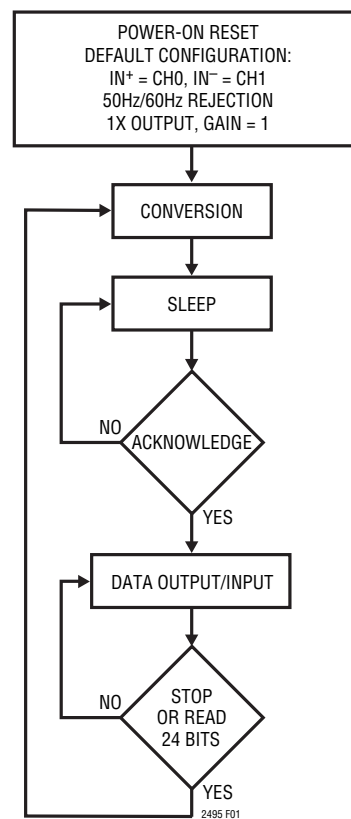 POWER-ON RESET
DEFAULT CONFIGURATION:
IN⁺ = CH0, IN⁻ = CH1
50Hz/60Hz REJECTION
1X OUTPUT, GAIN = 1
CONVERSION
SLEEP
NO
ACKNOWLEDGE
YES
DATA OUTPUT/INPUT
NO
STOP
OR READ
24 BITS
YES
2495 F01